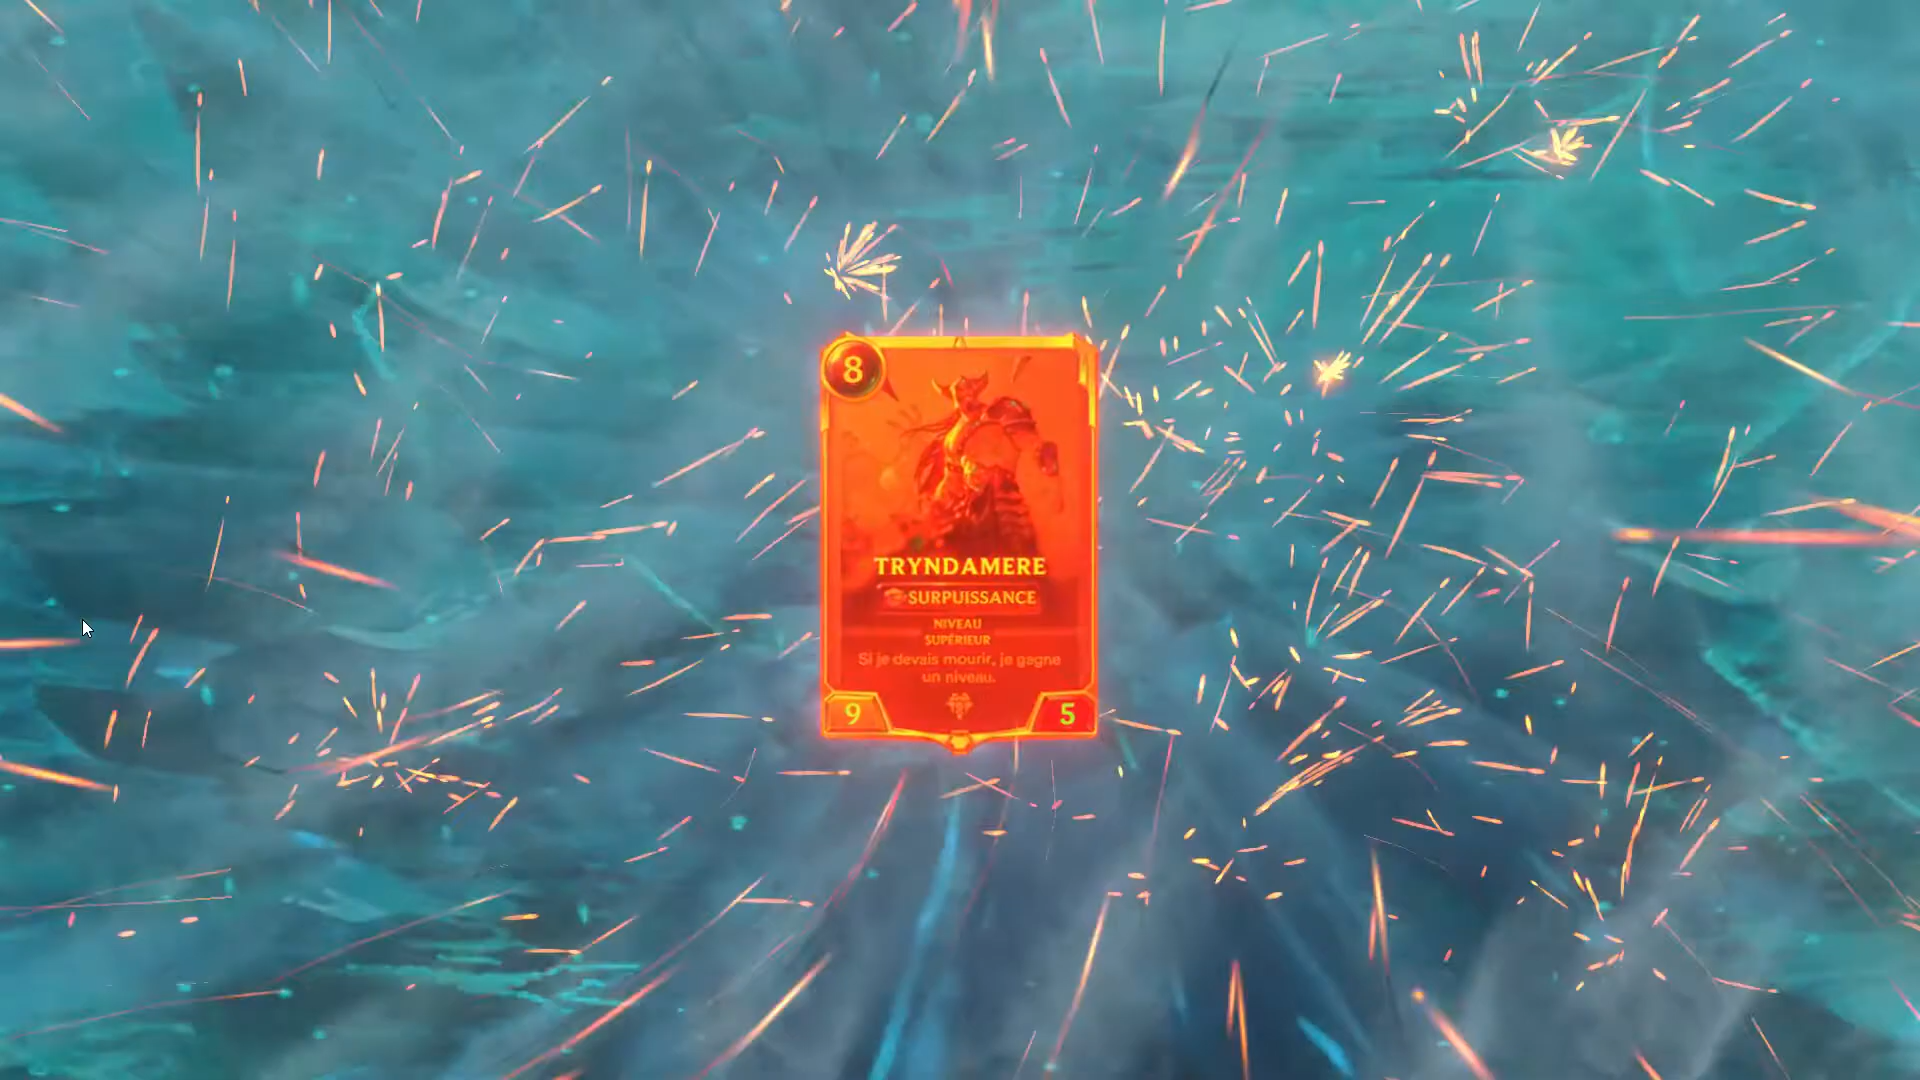 8
TRYNDAMERE
SURPUISSANCE
NIVEAU
SUPÉRIEUR
Si je devais mourir, je gagne
un niveau.
9
5